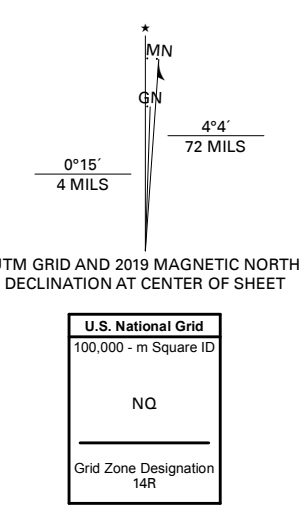 ★
MN
GN
4°4´
72 MILS
0°15´
4 MILS
UTM GRID AND 2019 MAGNETIC NORTH
DECLINATION AT CENTER OF SHEET
U.S. National Grid
100,000 - m Square ID
NQ
Grid Zone Designation
14R